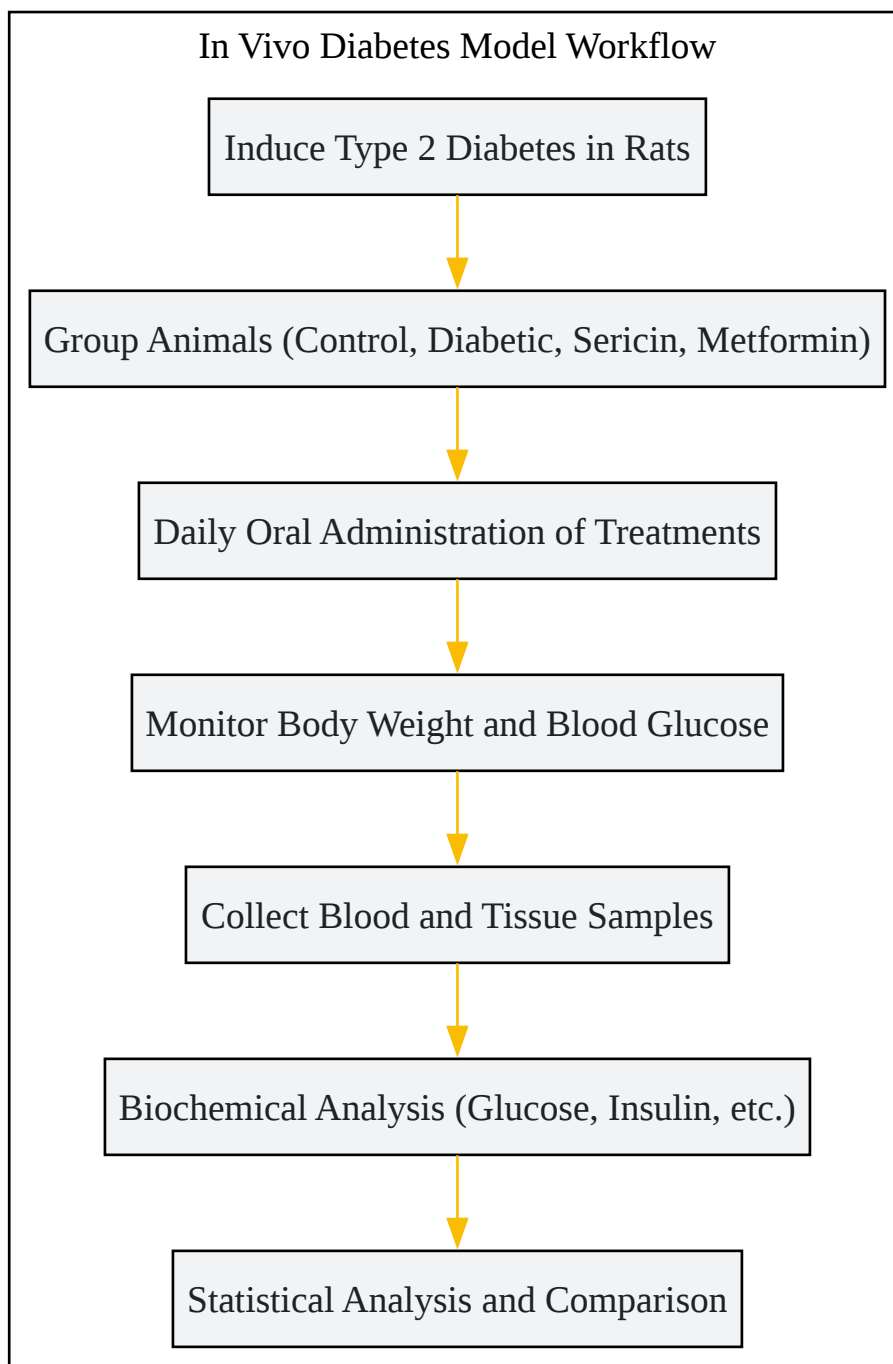 In Vivo Diabetes Model Workflow
Induce Type 2 Diabetes in Rats
Group Animals (Control, Diabetic, Sericin, Metformin)
Daily Oral Administration of Treatments
Monitor Body Weight and Blood Glucose
Collect Blood and Tissue Samples
Biochemical Analysis (Glucose, Insulin, etc.)
Statistical Analysis and Comparison